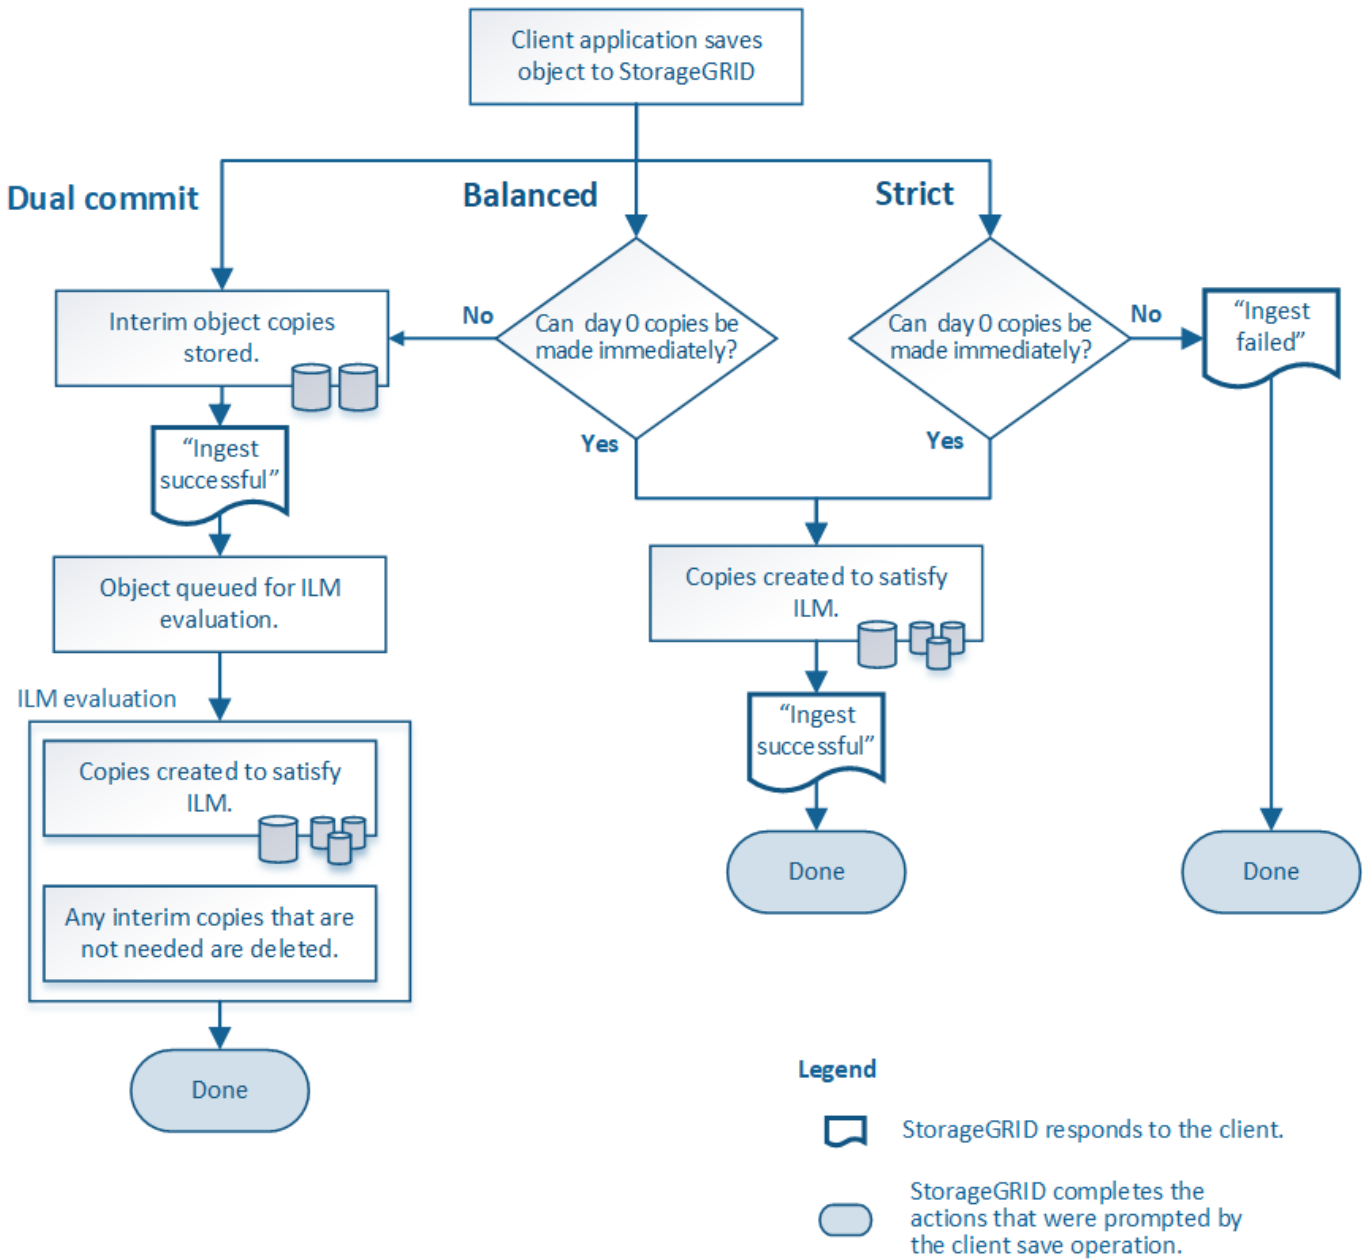 Client application saves
object to StorageGRID
Dual commit
Balanced
Strict
Interim object copies
stored.
No
Can day 0 copies be
made immediately?
Yes
Can day 0 copies be
made immediately?
No
Yes
“Ingest
failed”
“Ingest
successful”
Object queued for ILM
evaluation.
Copies created to satisfy
ILM.
ILM evaluation
Copies created to satisfy
ILM.
“Ingest
successful”
Any interim copies that are
not needed are deleted.
Done
Done
Done
Legend
StorageGRID responds to the client.
StorageGRID completes the
actions that were prompted by
the client save operation.